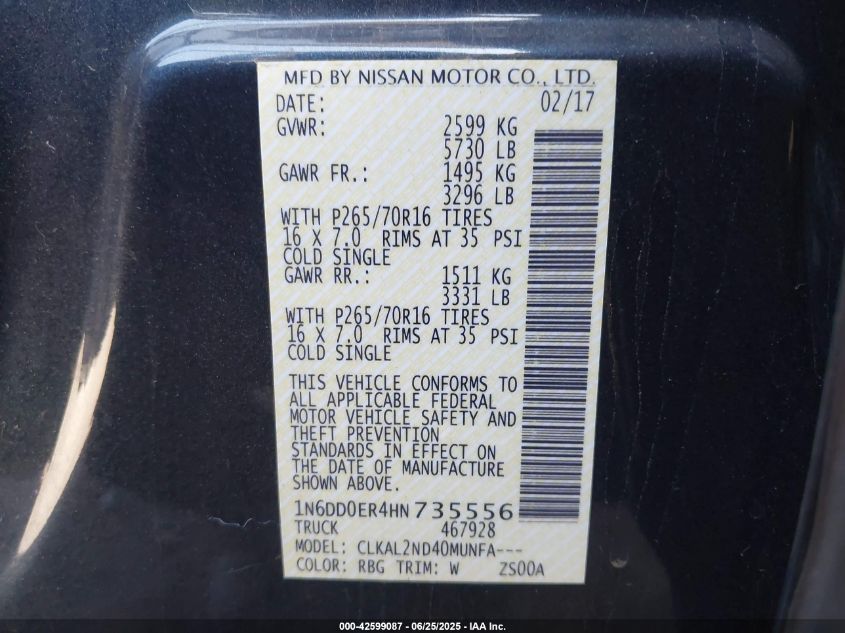 MFD BY NISSAN MOTOR CO., LTD.
DATE: 02/17
GVWR: 2599 KG
5730 LB
GAWR FR.: 1495 KG
3296 LB
WITH P265/70R16 TIRES
16 X 7.0 RIMS AT 35 PSI
COLD SINGLE
GAWR RR.: 1511 KG
3331 LB
WITH P265/70R16 TIRES
16 X 7.0 RIMS AT 35 PSI
COLD SINGLE
THIS VEHICLE CONFORMS TO
ALL APPLICABLE FEDERAL
MOTOR VEHICLE SAFETY AND
THEFT PREVENTION
STANDARDS IN EFFECT ON
THE DATE OF MANUFACTURE
SHOWN ABOVE.
1N6DD0ER4HN735556
TRUCK 467928
MODEL: CLKAL2ND40MUNFA---
COLOR: RBG TRIM: W ZS00A
000-42599087 - 06/25/2025 - IAA Inc.